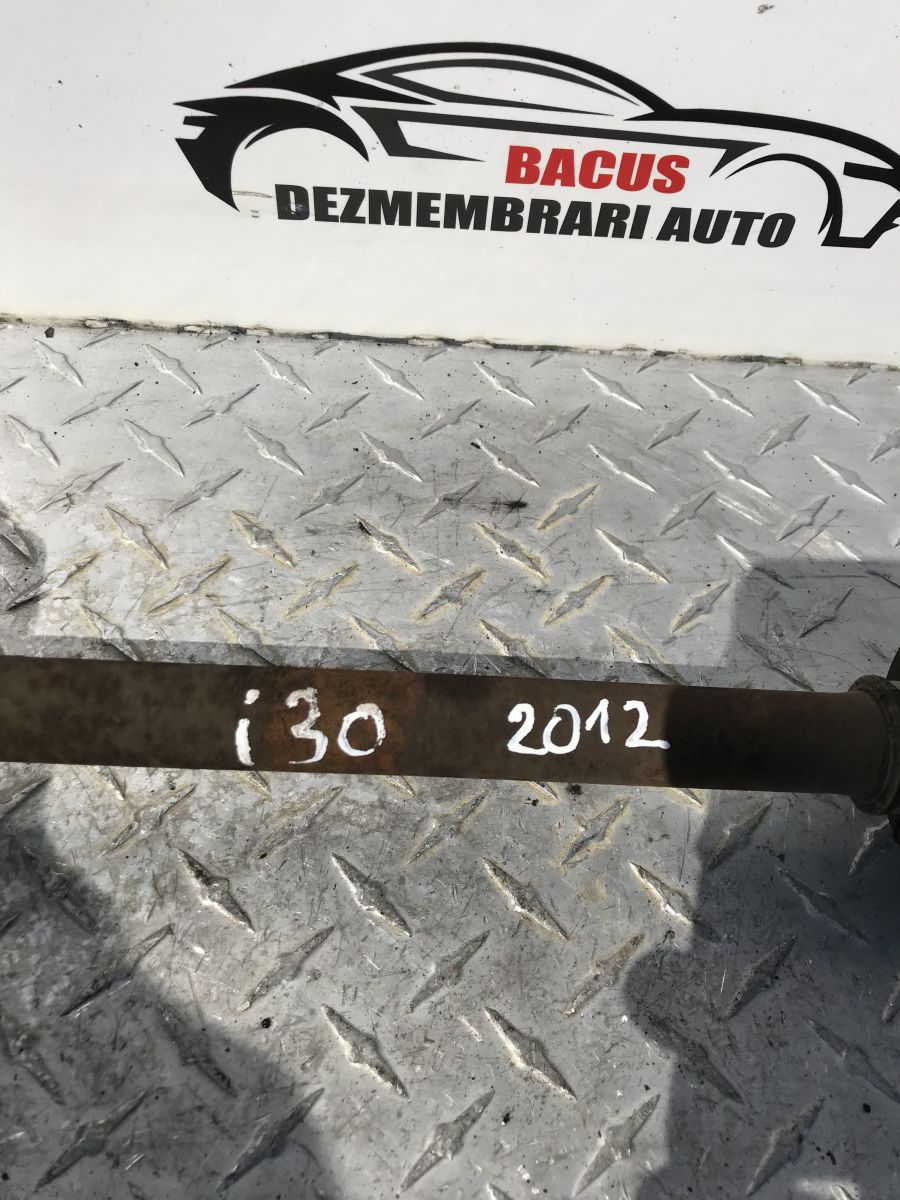 BACUS
DEZMEMBRARI AUTO
i30 2012